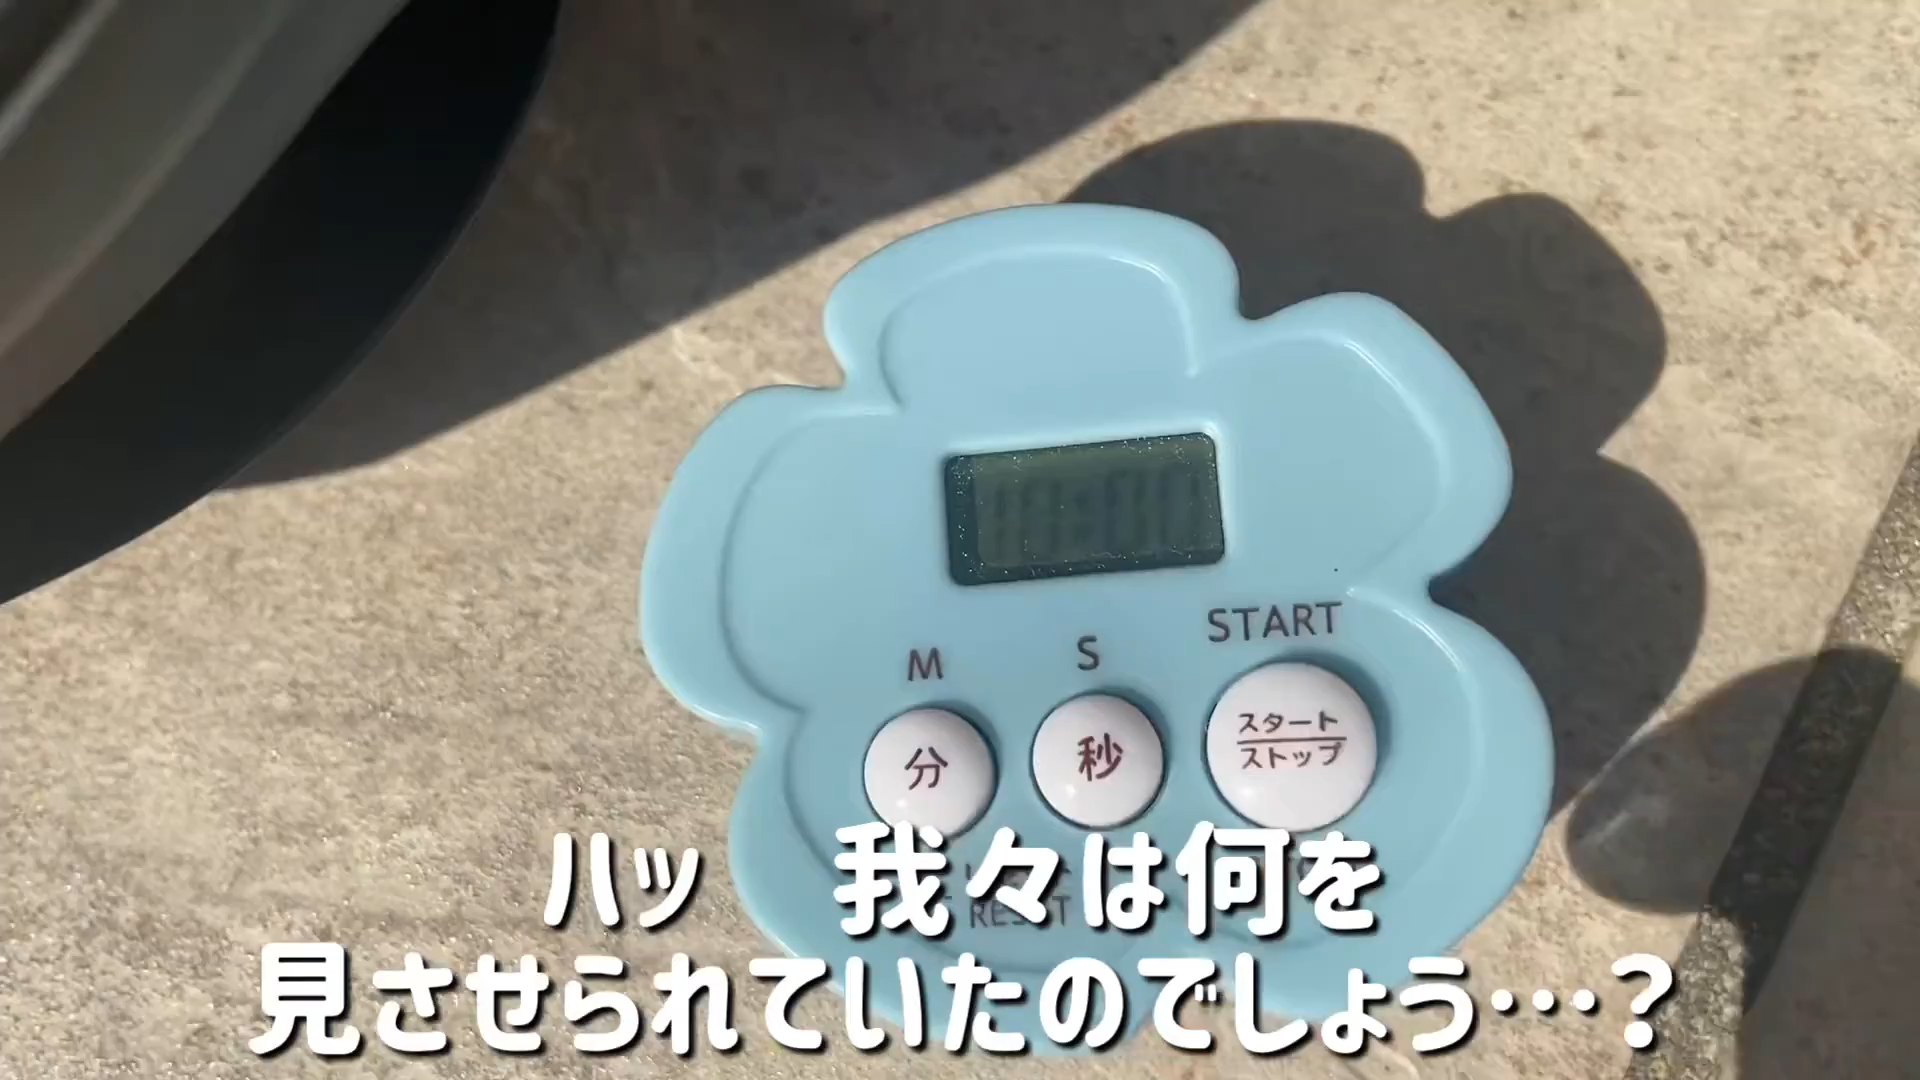 START
M
S
分
秒
スタート
ストップ
RESET
ハッ 我々は何を
見させられていたのでしょう…?